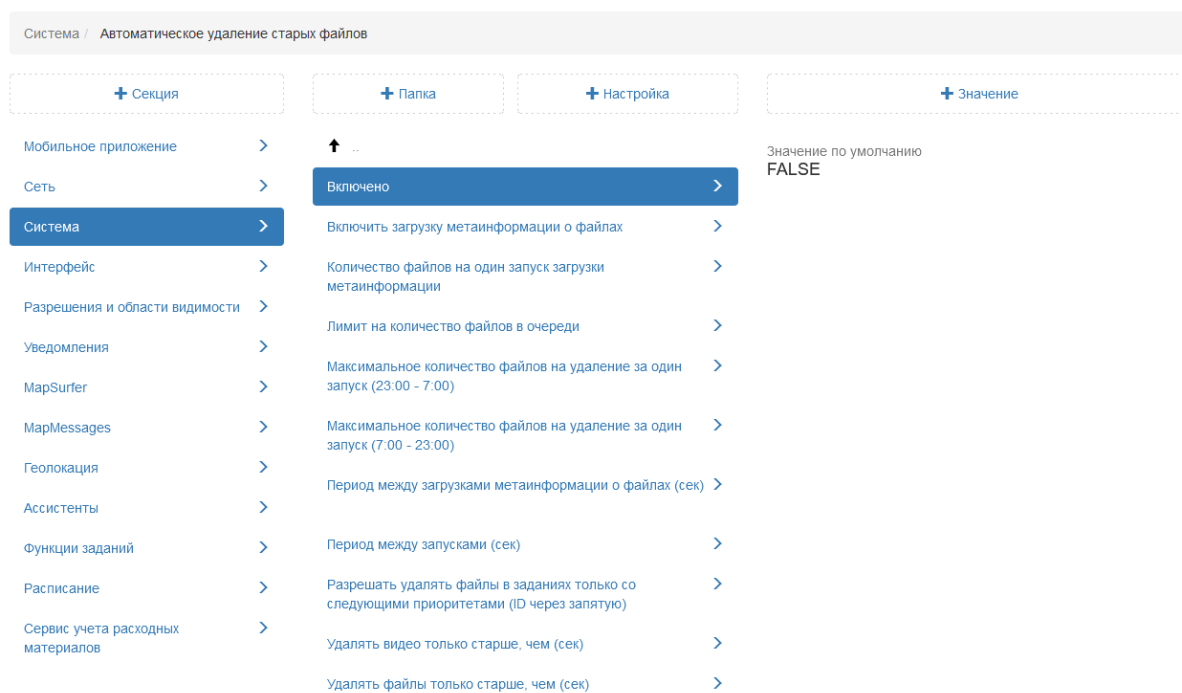 Система / Автоматическое удаление старых файлов
+ Секция
+ Папка
+ Настройка
+ Значение
Мобильное приложение
Сеть
Система
Интерфейс
Разрешения и области видимости
Уведомления
MapSurfer
MapMessages
Геолокация
Ассистенты
Функции заданий
Расписание
Сервис учета расходных
материалов
..
Включено
Включить загрузку метаинформации о файлах
Количество файлов на один запуск загрузки
метаинформации
Лимит на количество файлов в очереди
Максимальное количество файлов на удаление за один
запуск (23:00 - 7:00)
Максимальное количество файлов на удаление за один
запуск (7:00 - 23:00)
Период между загрузками метаинформации о файлах (сек)
Период между запусками (сек)
Разрешать удалять файлы в заданиях только со
следующими приоритетами (ID через запятую)
Удалять видео только старше, чем (сек)
Удалять файлы только старше, чем (сек)
Значение по умолчанию
FALSE